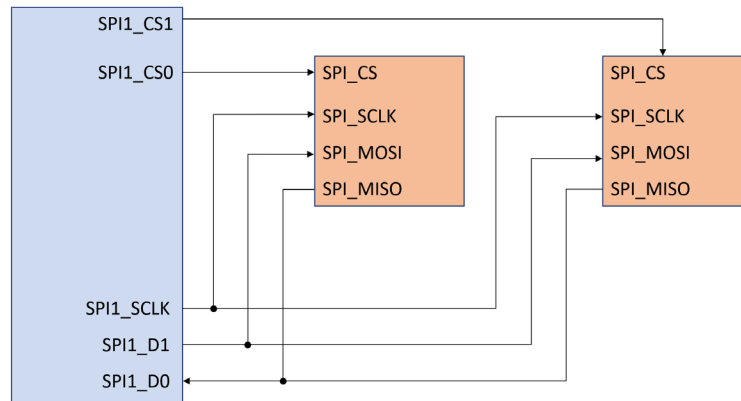 SPI1_CS1
SPI1_CS0
SPI1_SCLK
SPI1_D1
SPI1_D0
SPI_CS
SPI_SCLK
SPI_MOSI
SPI_MISO
SPI_CS
SPI_SCLK
SPI_MOSI
SPI_MISO